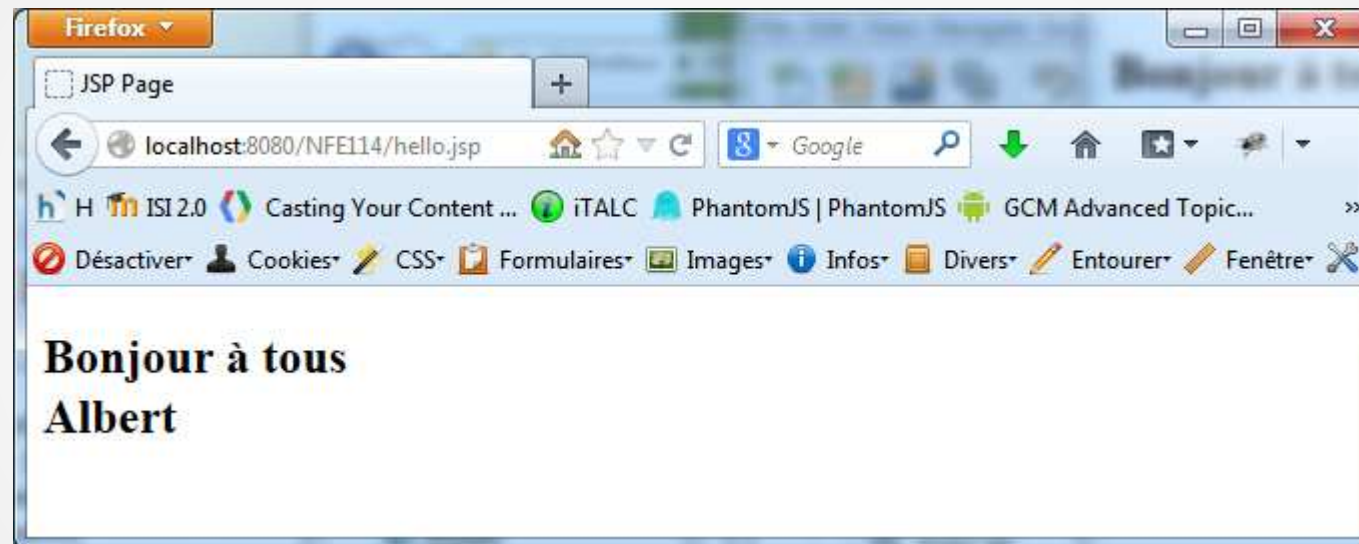 Firefox
JSP Page
localhost:8080/NFE114/hello.jsp
Google
H ISI 2.0 Casting Your Content ... iTALC PhantomJS | PhantomJS GCM Advanced Topic... »
Désactiver Cookies CSS Formulaires Images Infos Divers Entourer Fenêtre
Bonjour à tous
Albert